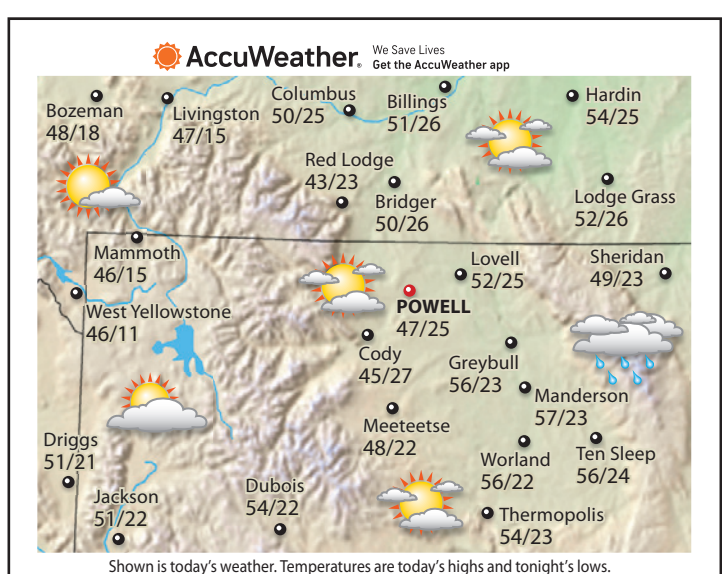 AccuWeather.
We Save Lives
Get the AccuWeather app
Bozeman
48/18
Livingston
47/15
Columbus
50/25
Billings
51/26
Hardin
54/25
Red Lodge
43/23
Bridger
50/26
Lodge Grass
52/26
Mammoth
46/15
Lovell
52/25
Sheridan
49/23
West Yellowstone
46/11
POWELL
47/25
Cody
45/27
Greybull
56/23
Manderson
57/23
Meeteetse
48/22
Driggs
51/21
Worland
56/22
Ten Sleep
56/24
Jackson
51/22
Dubois
54/22
Thermopolis
54/23
Shown is today's weather. Temperatures are today's highs and tonight's lows.